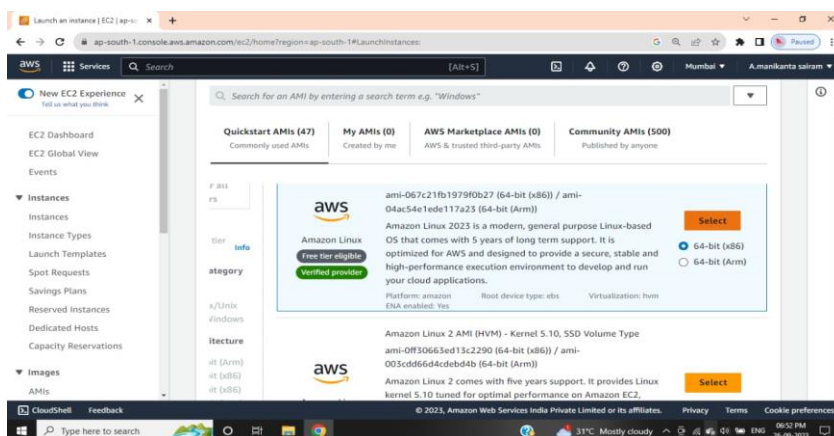 Launch an instance | EC2 | ap-so
ap-south-1.console.aws.amazon.com/ec2/home?region=ap-south-1#LaunchInstances:
Paused
aws
Services
Search
[Alt+S]
Mumbai
A.manikanta sairam
New EC2 Experience
Tell us what you think
EC2 Dashboard
EC2 Global View
Events
Instances
Instances
Instance Types
Launch Templates
Spot Requests
Savings Plans
Reserved Instances
Dedicated Hosts
Capacity Reservations
Images
AMIs
Search for an AMI by entering a search term e.g. "Windows"
Quickstart AMIs (47)
Commonly used AMIs
My AMIs (0)
Created by me
AWS Marketplace AMIs (0)
AWS & trusted third-party AMIs
Community AMIs (500)
Published by anyone
tier
Info
ategory
x/Unix
Windows
itecture
it (Arm)
it (x86)
it (x86)
aws
Amazon Linux
Free tier eligible
Verified provider
ami-067c21fb1979f0b27 (64-bit (x86)) / ami-
04ac54e1ede117a23 (64-bit (Arm))
Amazon Linux 2023 is a modern, general purpose Linux-based
OS that comes with 5 years of long term support. It is
optimized for AWS and designed to provide a secure, stable and
high-performance execution environment to develop and run
your cloud applications.
Platform: amazon Root device type: ebs Virtualization: hvm
ENA enabled: Yes
Select
64-bit (x86)
64-bit (Arm)
Amazon Linux 2 AMI (HVM) - Kernel 5.10, SSD Volume Type
ami-0ff30663ed13c2290 (64-bit (x86)) / ami-
003cdd66d4cdebd4b (64-bit (Arm))
Amazon Linux 2 comes with five years support. It provides Linux
kernel 5.10 tuned for optimal performance on Amazon EC2,
aws
Select
CloudShell Feedback © 2023, Amazon Web Services India Private Limited or its affiliates. Privacy Terms Cookie preferences
Type here to search
31°C Mostly cloudy
ENG
06:52 PM